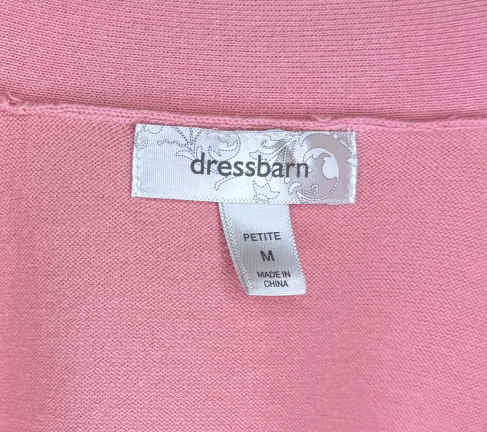 dressbarn
PETITE
M
MADE IN
CHINA